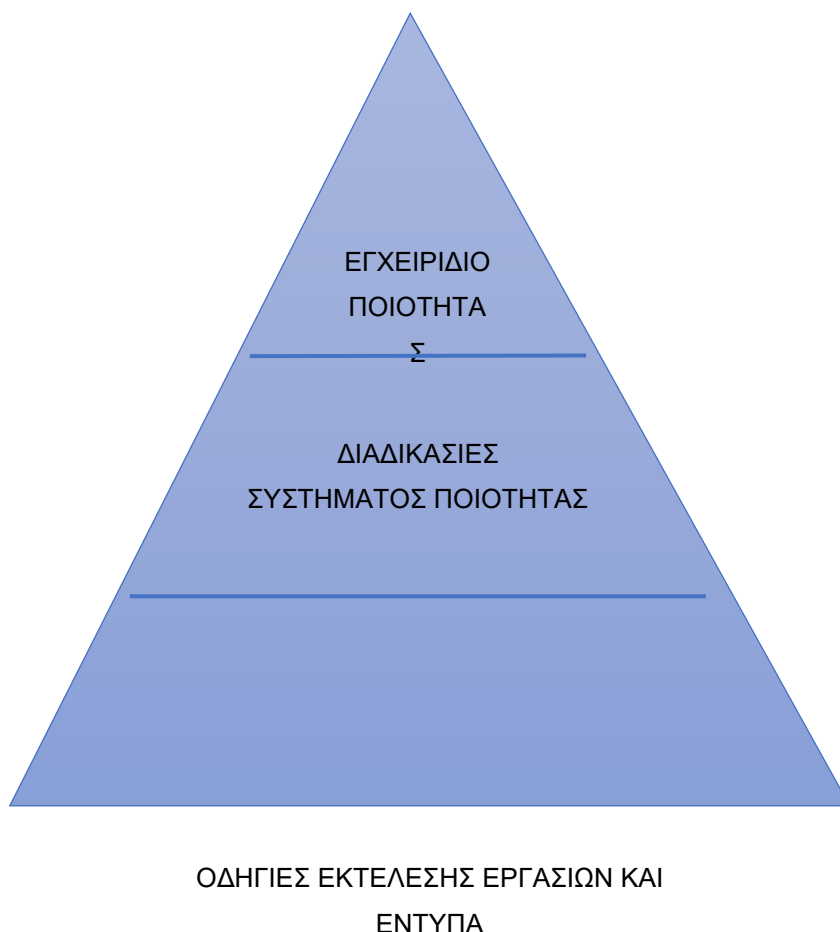 ΕΓΧΕΙΡΙΔΙΟ
ΠΟΙΟΤΗΤΑ
Σ
ΔΙΑΔΙΚΑΣΙΕΣ
ΣΥΣΤΗΜΑΤΟΣ ΠΟΙΟΤΗΤΑΣ
ΟΔΗΓΙΕΣ ΕΚΤΕΛΕΣΗΣ ΕΡΓΑΣΙΩΝ ΚΑΙ
ΕΝΤΥΠΑ